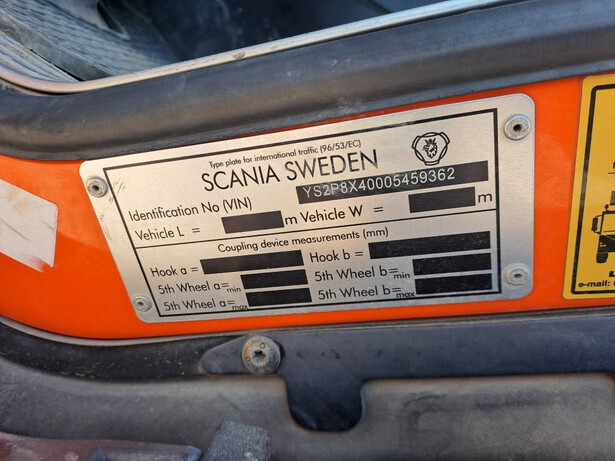 Type plate for international traffic (96/53/EC)
SCANIA SWEDEN
Identification No (VIN) YS2P8X40005459362
Vehicle L = m Vehicle W = m
Coupling device measurements (mm)
Hook a = Hook b =
5th Wheel a=min 5th Wheel b=min
5th Wheel a=max 5th Wheel b=max
e-mail: